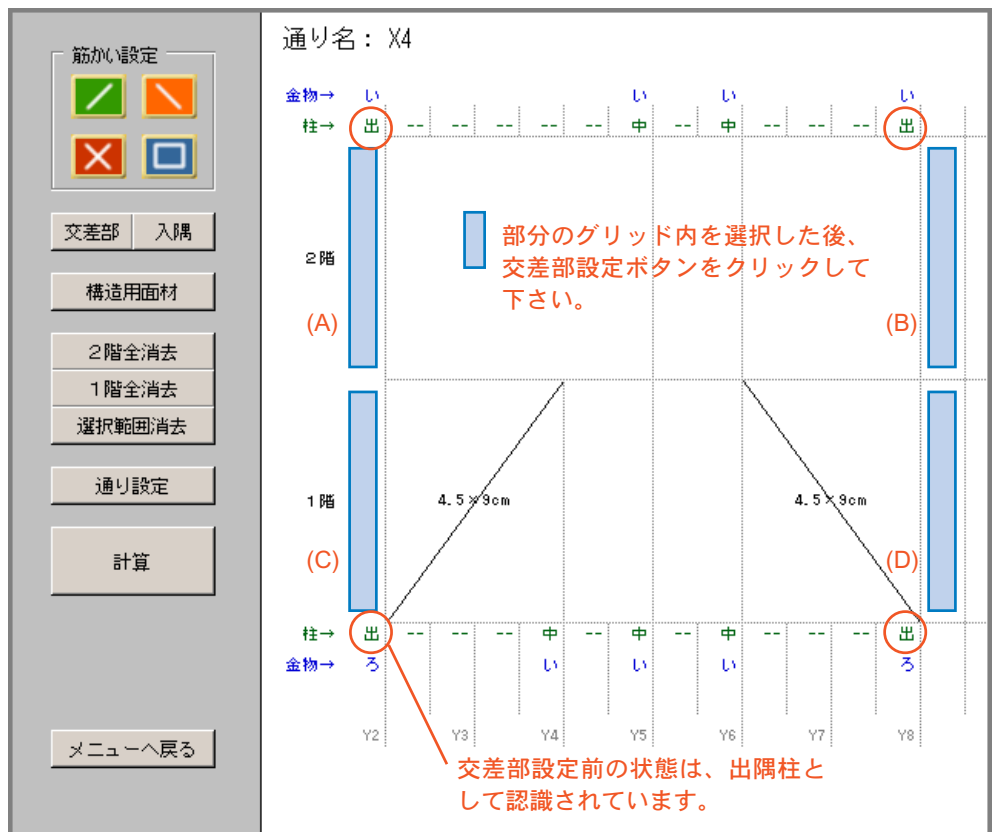 筋かい設定
交差部 入隅
構造用面材
２階全消去
１階全消去
選択範囲消去
通り設定
計算
メニューへ戻る
通り名： X4
金物→ い い い い
柱→ 出 -- -- -- -- -- 中 -- 中 -- -- -- 出
２階
部分のグリッド内を選択した後、
交差部設定ボタンをクリックして
下さい。
(A) (B)
１階 4.5×9cm 4.5×9cm
(C) (D)
柱→ 出 -- -- -- 中 -- 中 -- 中 -- -- -- 出
金物→ ろ い い い ろ
Y2 Y3 Y4 Y5 Y6 Y7 Y8
交差部設定前の状態は、出隅柱と
して認識されています。